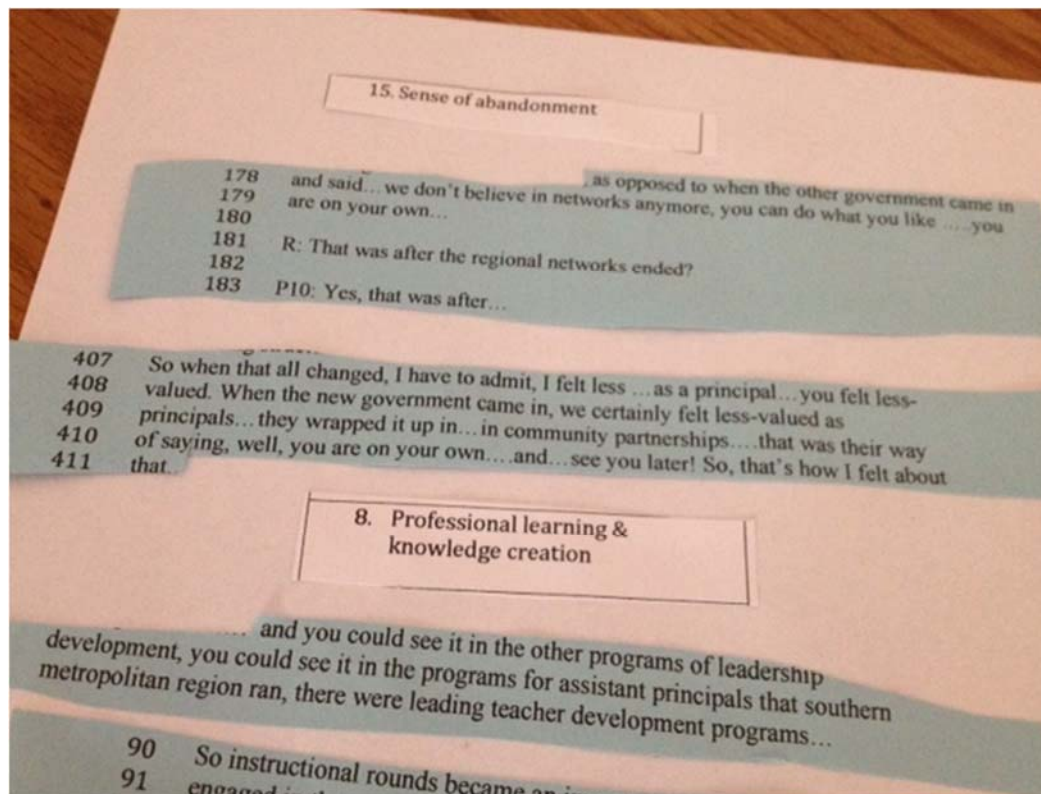 15. Sense of abandonment
178 , as opposed to when the other government came in
179 and said... we don't believe in networks anymore, you can do what you like .....you
180 are on your own...
181
182 R: That was after the regional networks ended?
183 P10: Yes, that was after...
407 So when that all changed, I have to admit, I felt less ...as a principal...you felt less-
408 valued. When the new government came in, we certainly felt less-valued as
409 principals... they wrapped it up in... in community partnerships....that was their way
410 of saying, well, you are on your own....and...see you later! So, that's how I felt about
411 that.
8. Professional learning &
knowledge creation
... and you could see it in the other programs of leadership
development, you could see it in the programs for assistant principals that southern
metropolitan region ran, there were leading teacher development programs...
90 So instructional rounds became an
91 engaged